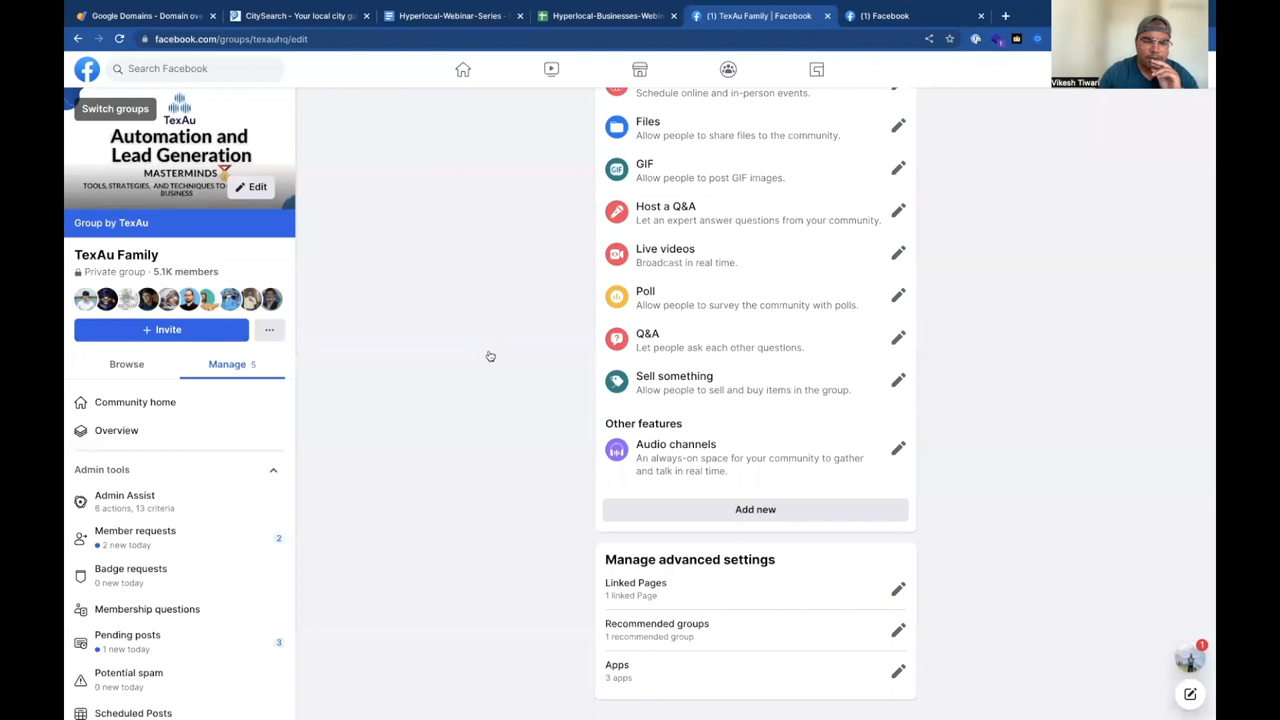 Google Domains - Domain ove
CitySearch - Your local city gu
Hyperlocal-Webinar-Series -
Hyperlocal-Businesses-Webin
(1) TexAu Family | Facebook
(1) Facebook
facebook.com/groups/texauhq/edit
Vikesh Tiwari
Search Facebook
Switch groups
TexAu
Automation and
Lead Generation
MASTERMINDS
TOOLS, STRATEGIES, AND TECHNIQUES TO
BUSINESS
Edit
Group by TexAu
TexAu Family
Private group · 5.1K members
+ Invite
Browse
Manage 5
Community home
Overview
Admin tools
Admin Assist
6 actions, 13 criteria
Member requests
2 new today
2
Badge requests
0 new today
Membership questions
Pending posts
1 new today
3
Potential spam
0 new today
Scheduled Posts
Schedule online and in-person events.
Files
Allow people to share files to the community.
GIF
GIF
Allow people to post GIF images.
Host a Q&A
Let an expert answer questions from your community.
Live videos
Broadcast in real time.
Poll
Allow people to survey the community with polls.
Q&A
Let people ask each other questions.
Sell something
Allow people to sell and buy items in the group.
Other features
Audio channels
An always-on space for your community to gather
and talk in real time.
Add new
Manage advanced settings
Linked Pages
1 linked Page
Recommended groups
1 recommended group
Apps
3 apps
1